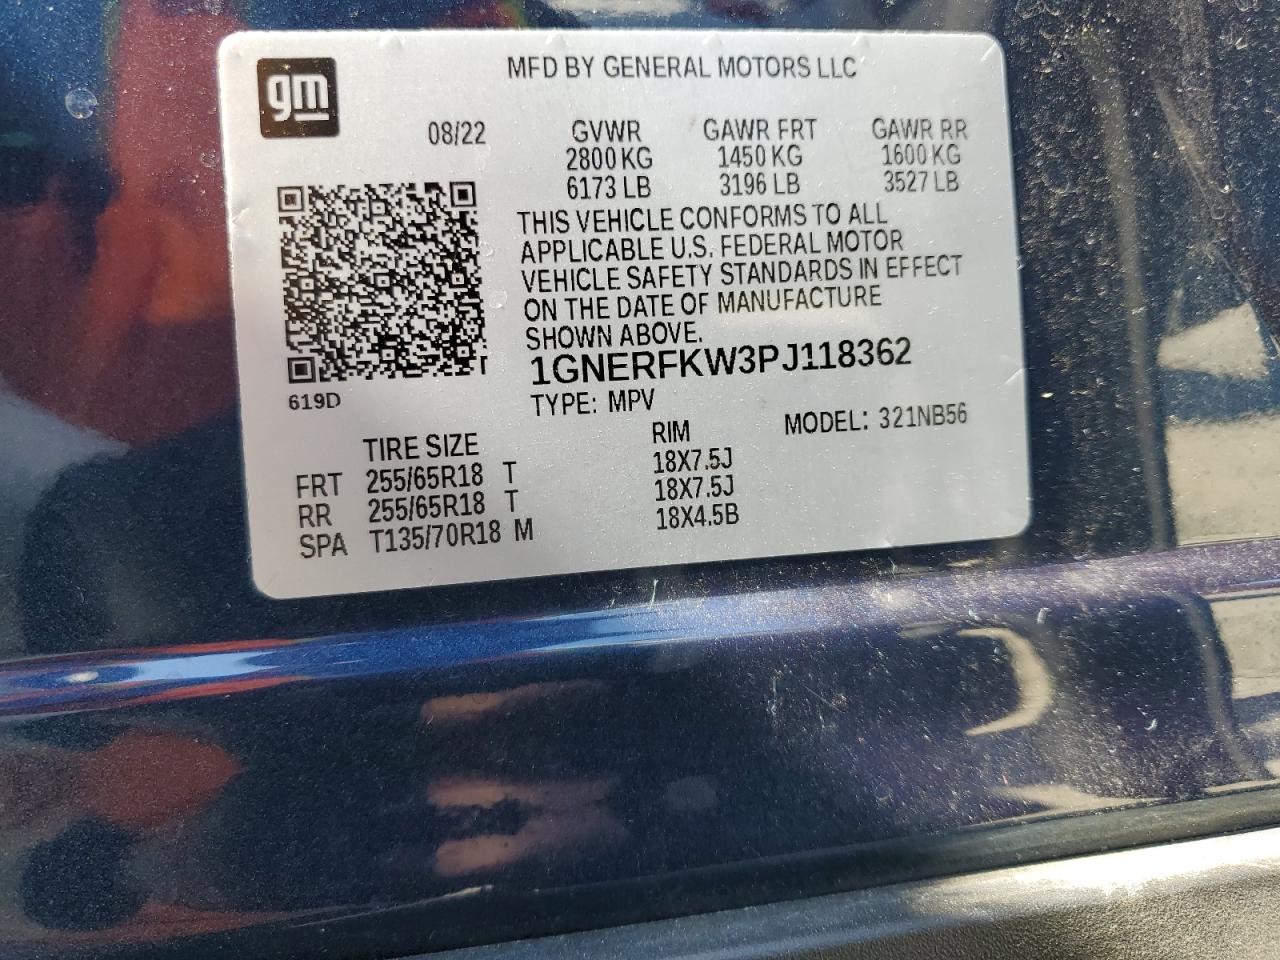 gm
MFD BY GENERAL MOTORS LLC
08/22 GVWR GAWR FRT GAWR RR
2800 KG 1450 KG 1600 KG
6173 LB 3196 LB 3527 LB
THIS VEHICLE CONFORMS TO ALL
APPLICABLE U.S. FEDERAL MOTOR
VEHICLE SAFETY STANDARDS IN EFFECT
ON THE DATE OF MANUFACTURE
SHOWN ABOVE.
1GNERFKW3PJ118362
619D
TYPE: MPV MODEL: 321NB56
TIRE SIZE RIM
FRT 255/65R18 T 18X7.5J
RR 255/65R18 T 18X7.5J
SPA T135/70R18 M 18X4.5B